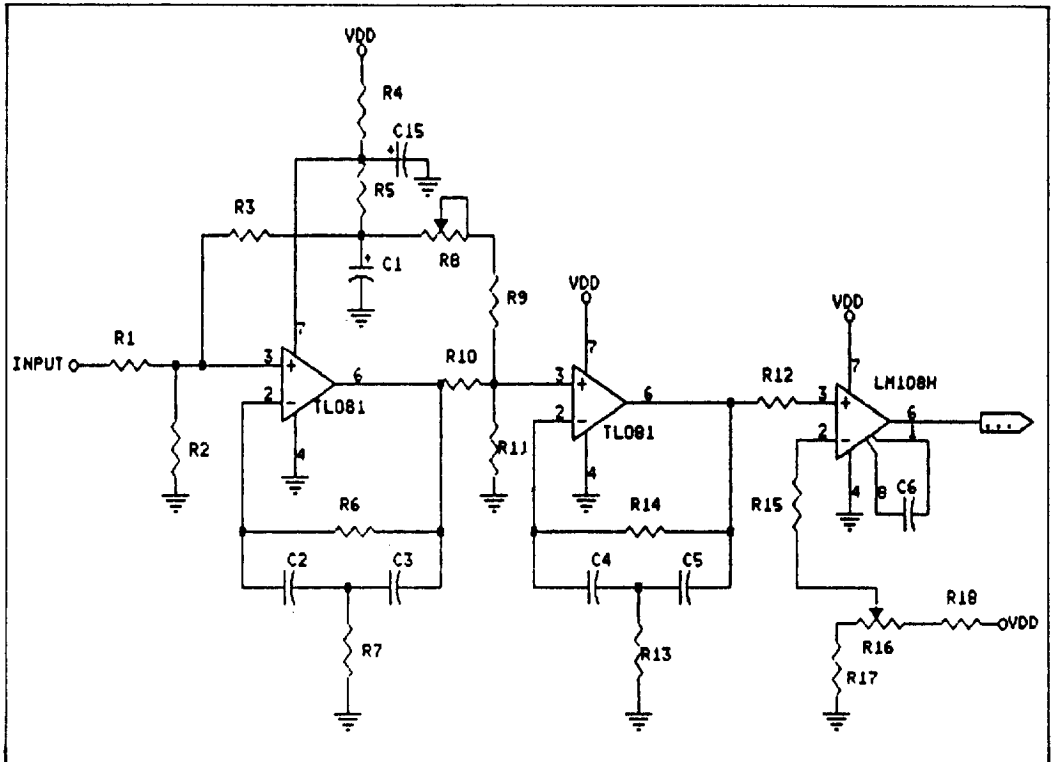 VDD
R4
C15
+
R5
R3
R8
+
C1
VDD
R9
VDD
7
R1
7
R10
INPUT
3
+
6
3
+
6
R12
7
LM108H
3
+
6
2
-
TL081
2
-
TL081
2
-
1
R2
4
R11
4
4
8
C6
R6
R14
R15
C2
C3
C4
C5
R18
VDD
R7
R13
R16
R17
...